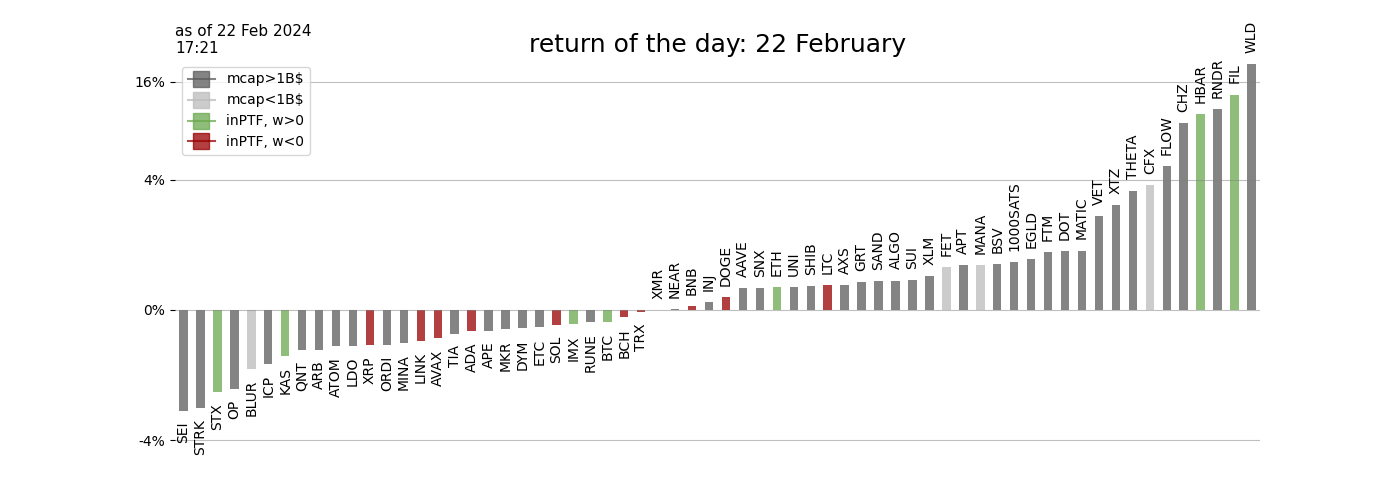 as of 22 Feb 2024
17:21
return of the day: 22 February
mcap>1B$
mcap<1B$
inPTF, w>0
inPTF, w<0
16%
4%
0%
-4%
SEI
STRK
STX
OP
BLUR
ICP
KAS
QNT
ARB
ATOM
LDO
XRP
ORDI
MINA
LINK
AVAX
TIA
ADA
APE
MKR
DYM
ETC
SOL
IMX
RUNE
BTC
BCH
TRX
XMR
NEAR
BNB
INJ
DOGE
AAVE
SNX
ETH
UNI
SHIB
LTC
AXS
GRT
SAND
ALGO
SUI
XLM
FET
APT
MANA
BSV
1000SATS
EGLD
FTM
DOT
MATIC
VET
XTZ
THETA
CFX
FLOW
CHZ
HBAR
RNDR
FIL
WLD